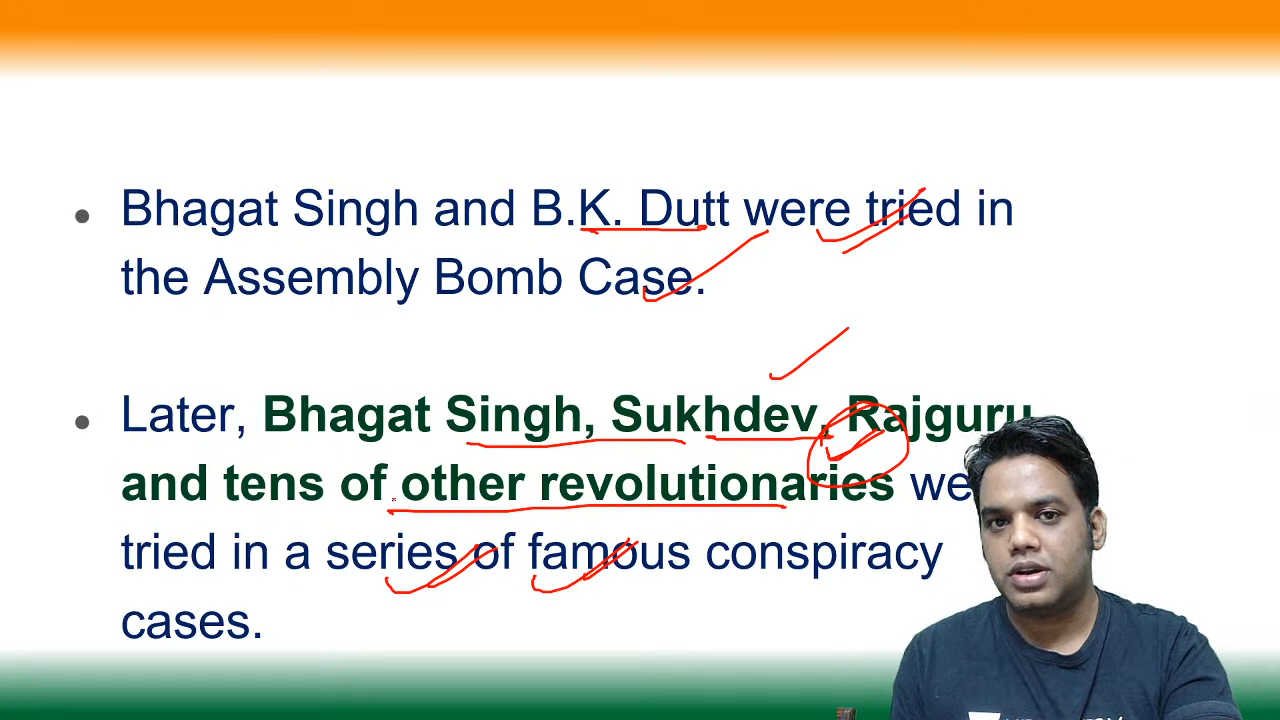 Bhagat Singh and B.K. Dutt were tried in
the Assembly Bomb Case.
Later, Bhagat Singh, Sukhdev, Rajguru
and tens of other revolutionaries we
tried in a series of famous conspiracy
cases.